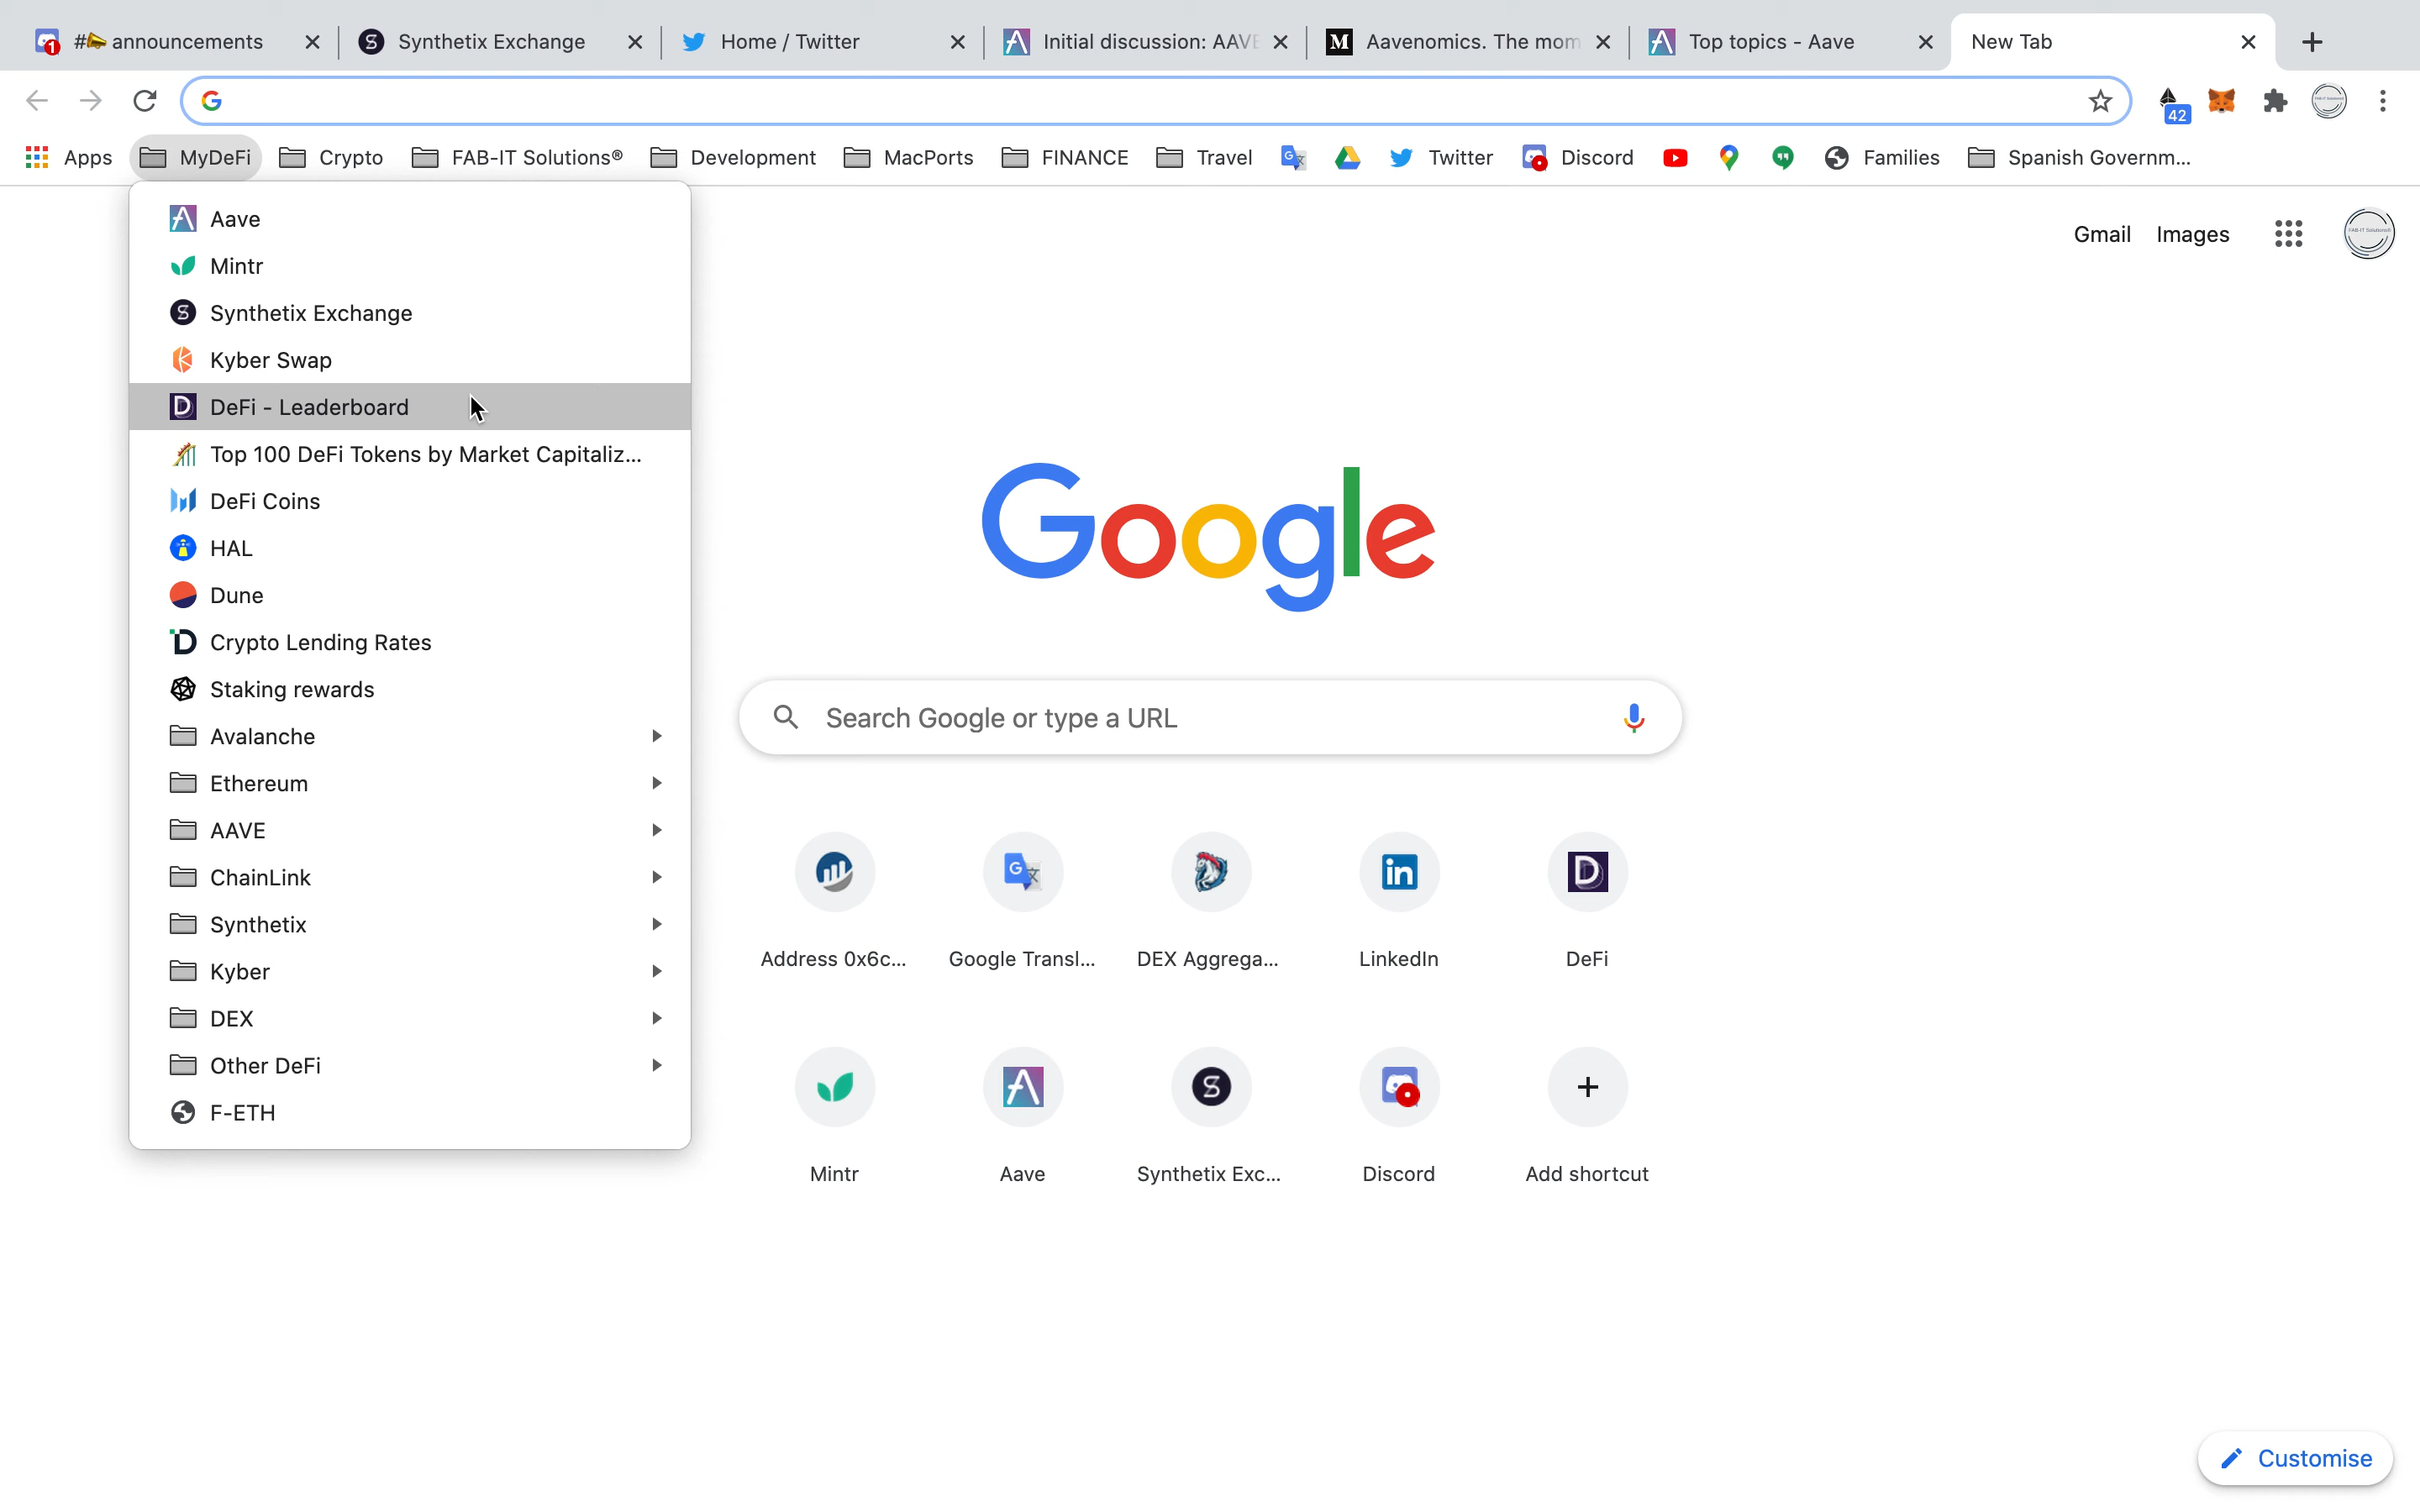 #announcements
Synthetix Exchange
Home / Twitter
Initial discussion: AAVE
M Aavenomics. The mom
Top topics - Aave
New Tab
42
Apps
MyDeFi
Crypto
FAB-IT Solutions®
Development
MacPorts
FINANCE
Travel
Twitter
Discord
Families
Spanish Governm...
Gmail
Images
Aave
Mintr
Synthetix Exchange
Kyber Swap
DeFi - Leaderboard
Top 100 DeFi Tokens by Market Capitaliz...
DeFi Coins
HAL
Dune
Crypto Lending Rates
Staking rewards
Avalanche
Ethereum
AAVE
ChainLink
Synthetix
Kyber
DEX
Other DeFi
F-ETH
Google
Search Google or type a URL
Address 0x6c...
Google Transl...
DEX Aggrega...
LinkedIn
DeFi
Mintr
Aave
Synthetix Exc...
Discord
Add shortcut
Customise